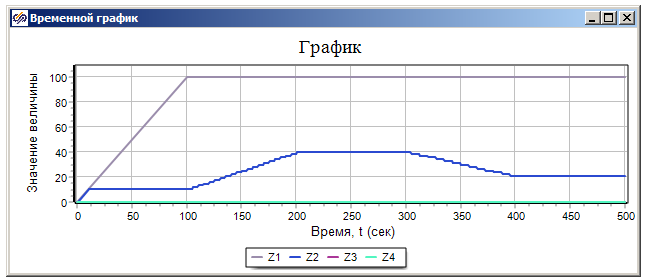 Временной график
График
Значение величины
100
80
60
40
20
0
0 50 100 150 200 250 300 350 400 450 500
Время, t (сек)
Z1 Z2 Z3 Z4